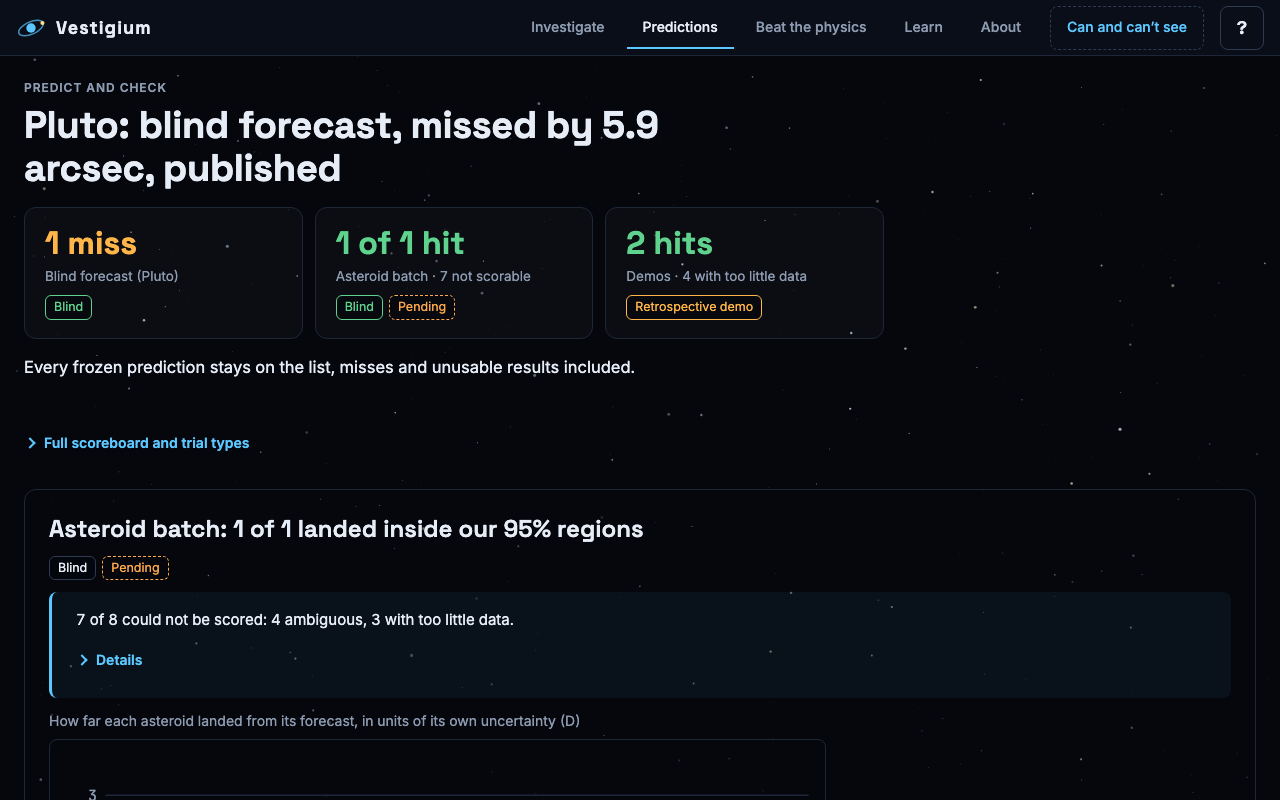 Vestigium
Investigate
Predictions
Beat the physics
Learn
About
Can and can’t see
?
PREDICT AND CHECK
Pluto: blind forecast, missed by 5.9
arcsec, published
1 miss
Blind forecast (Pluto)
Blind
1 of 1 hit
Asteroid batch · 7 not scorable
Blind
Pending
2 hits
Demos · 4 with too little data
Retrospective demo
Every frozen prediction stays on the list, misses and unusable results included.
Full scoreboard and trial types
Asteroid batch: 1 of 1 landed inside our 95% regions
Blind
Pending
7 of 8 could not be scored: 4 ambiguous, 3 with too little data.
Details
How far each asteroid landed from its forecast, in units of its own uncertainty (D)
3